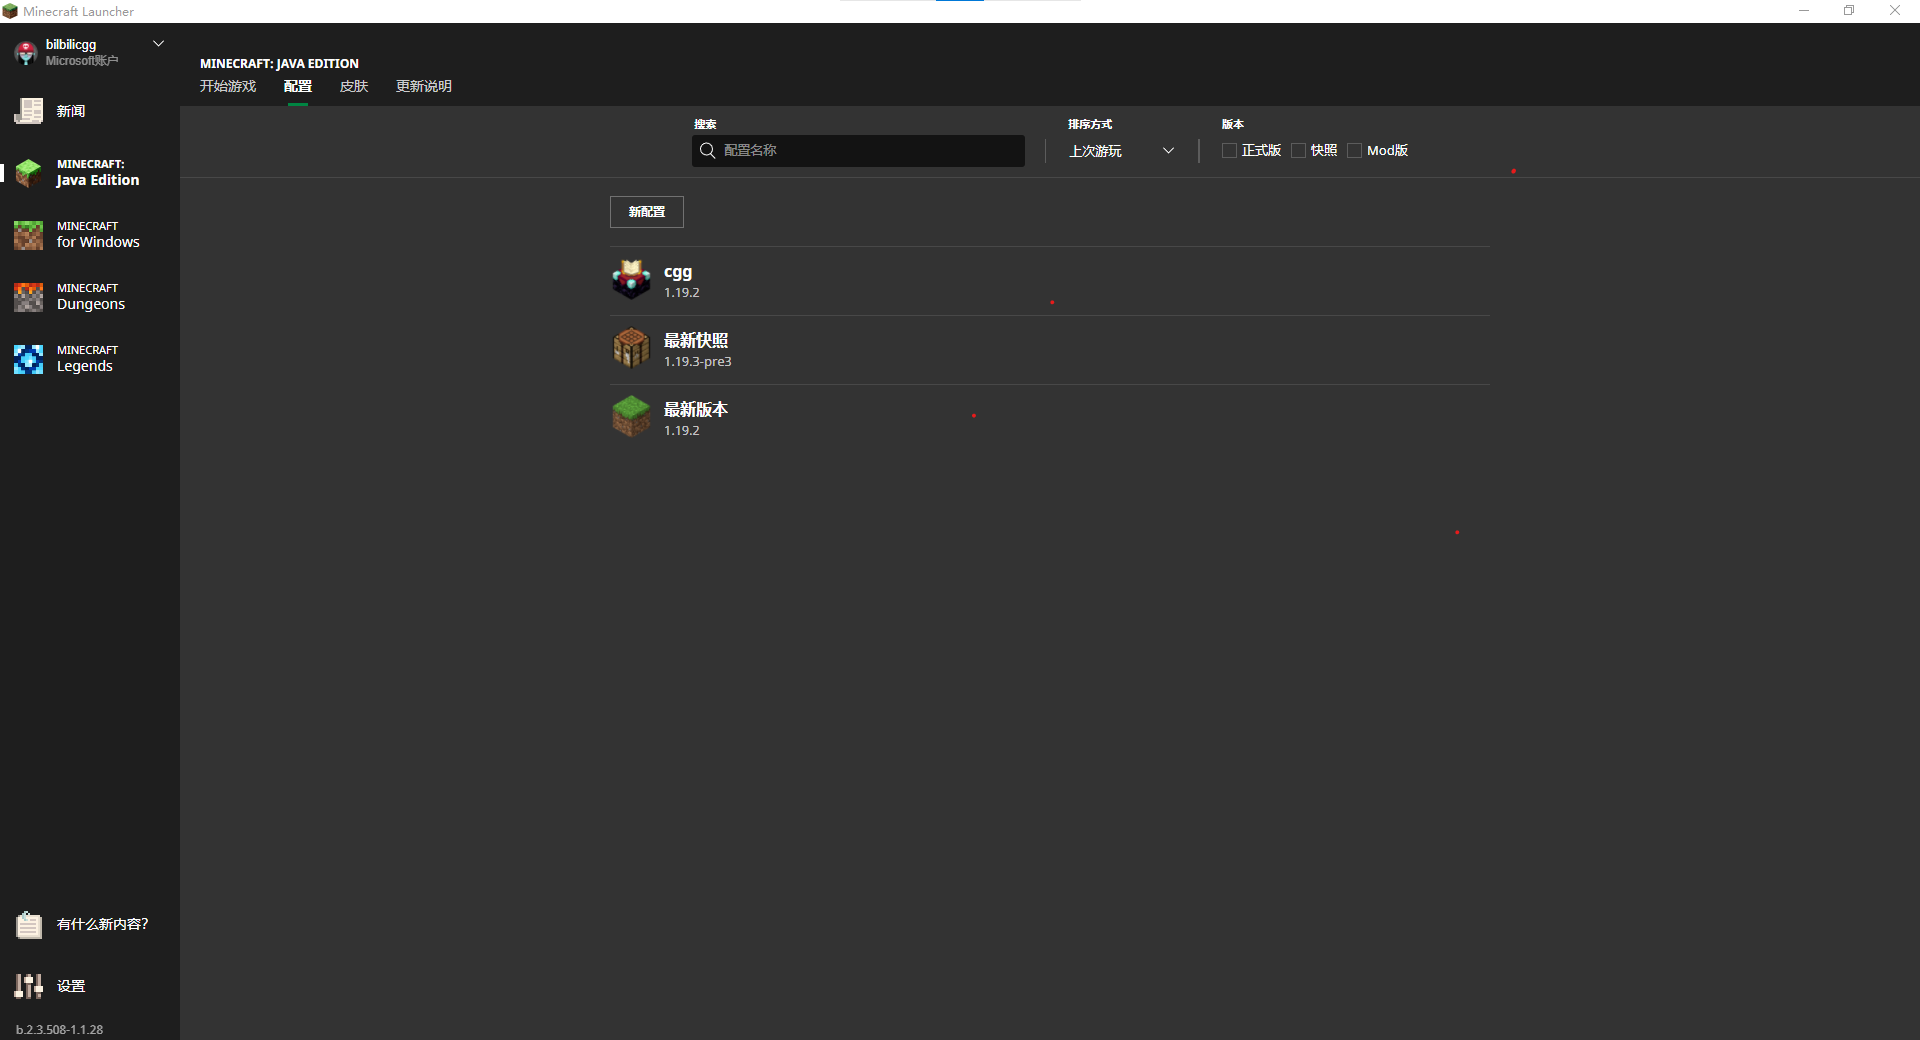 Minecraft Launcher
bilbilicgg
Microsoft账户
新闻
MINECRAFT:
Java Edition
MINECRAFT
for Windows
MINECRAFT
Dungeons
MINECRAFT
Legends
有什么新内容?
设置
b.2.3.508-1.1.28
MINECRAFT: JAVA EDITION
开始游戏 配置 皮肤 更新说明
搜索 排序方式 版本
配置名称 上次游玩 正式版 快照 Mod版
新配置
cgg
1.19.2
最新快照
1.19.3-pre3
最新版本
1.19.2